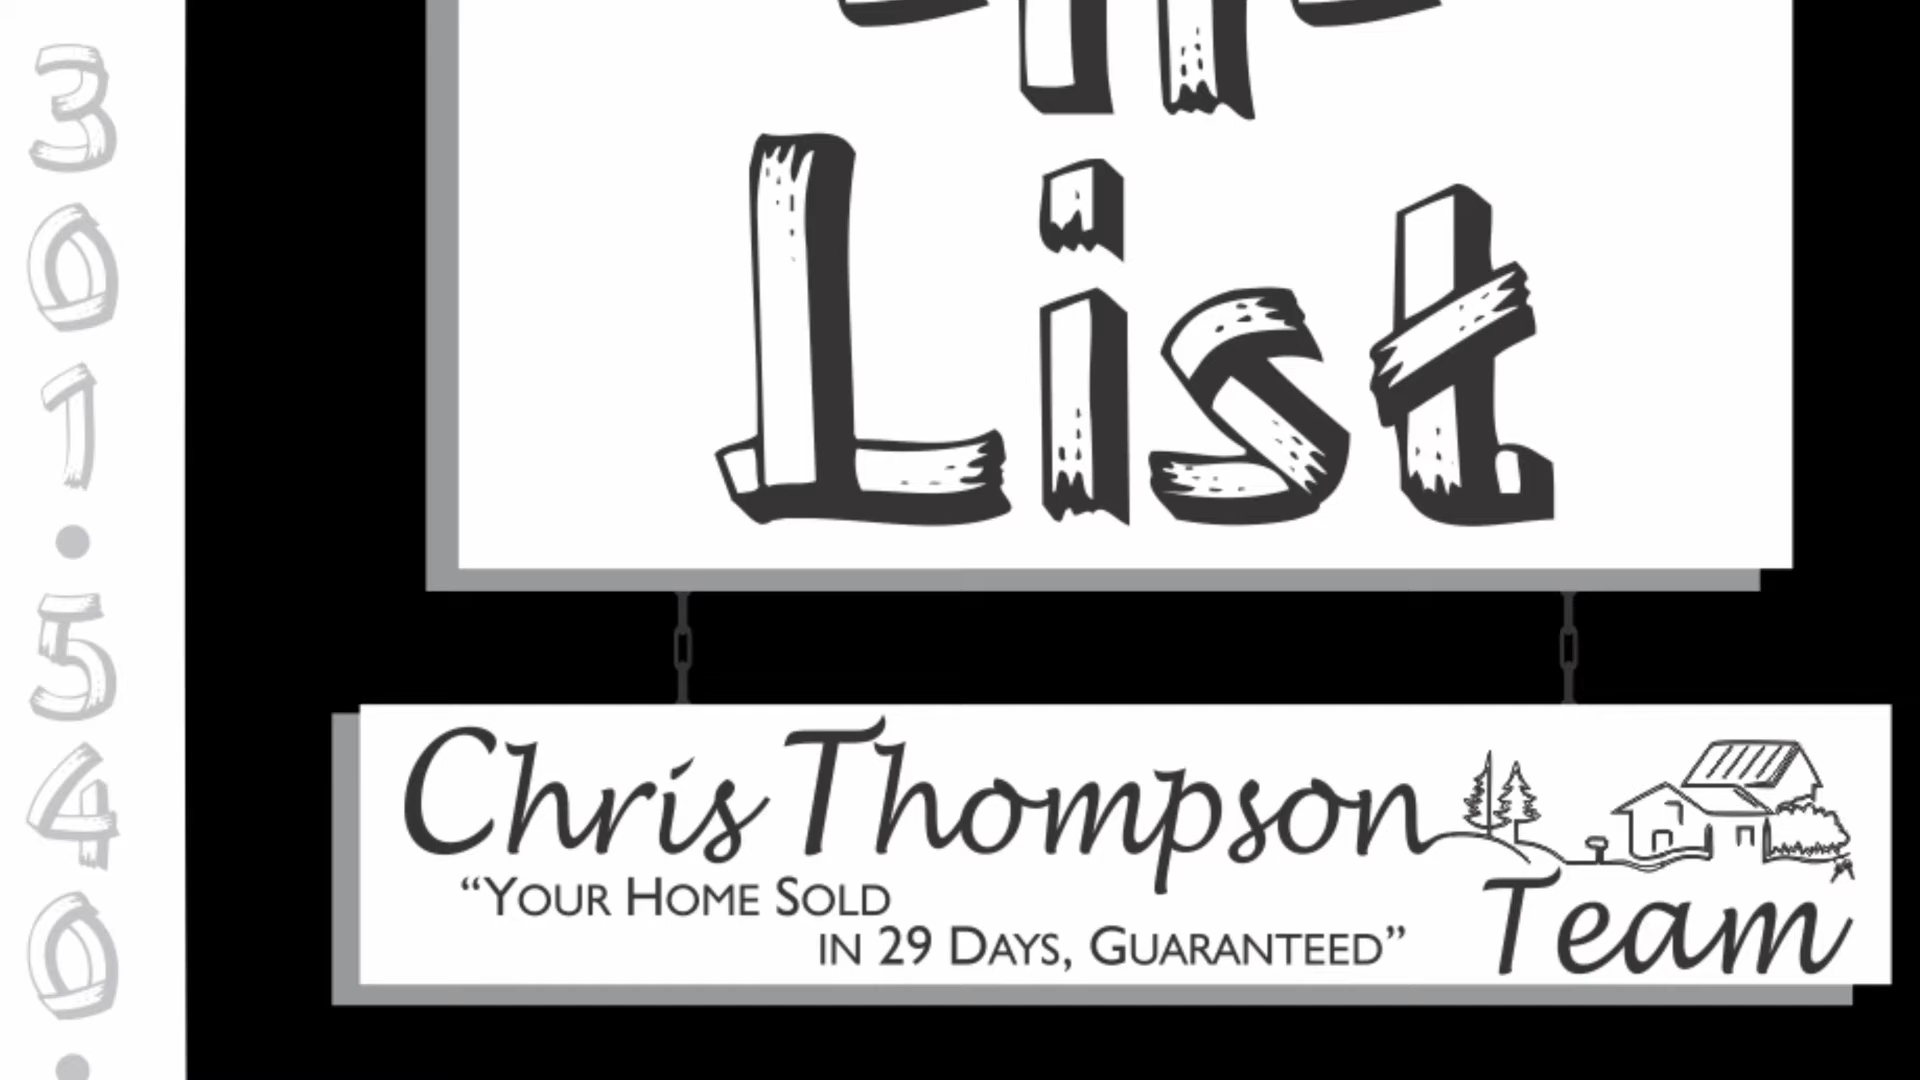 301.540.
List
Chris Thompson
Team
“YOUR HOME SOLD
IN 29 DAYS, GUARANTEED”